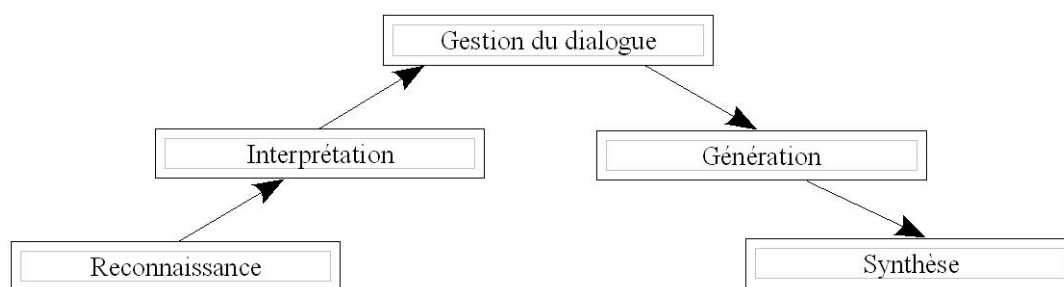 Gestion du dialogue
Interprétation
Génération
Reconnaissance
Synthèse